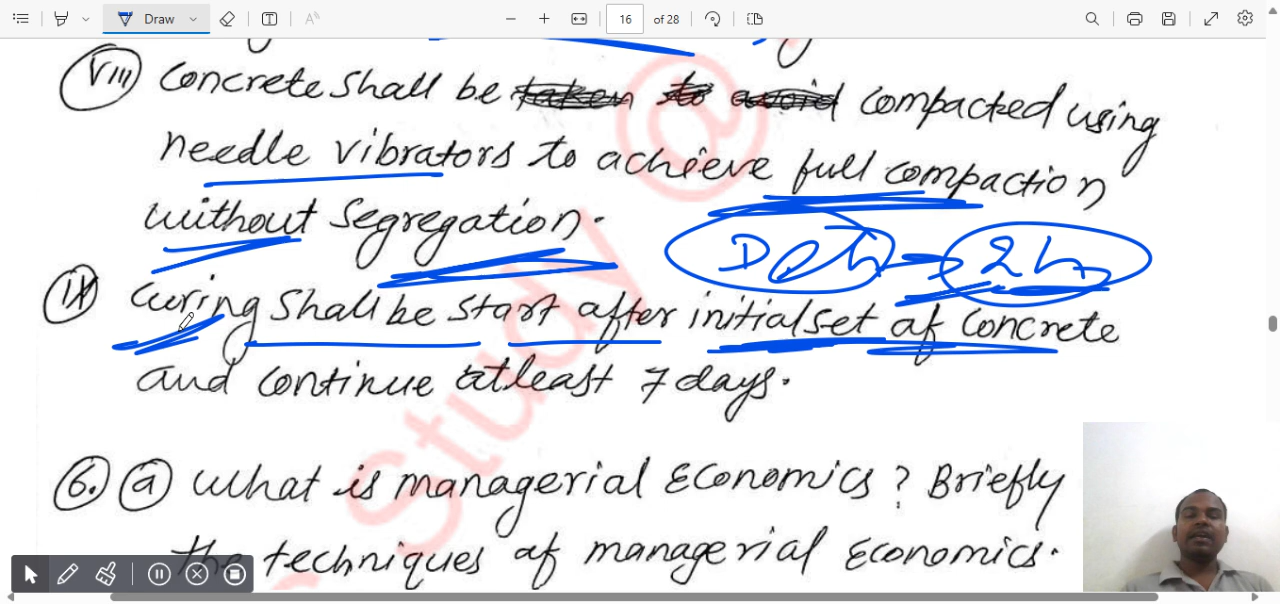 Draw
16 of 28
(viii) Concrete shall be taken to avoid compacted using
needle vibrators to achieve full compaction
without Segregation.
(ix) Curing Shall be start after initial set of Concrete
and continue atleast 7 days.
6. (a) What is managerial Economics? Briefly
the techniques of managerial Economics.
Study @